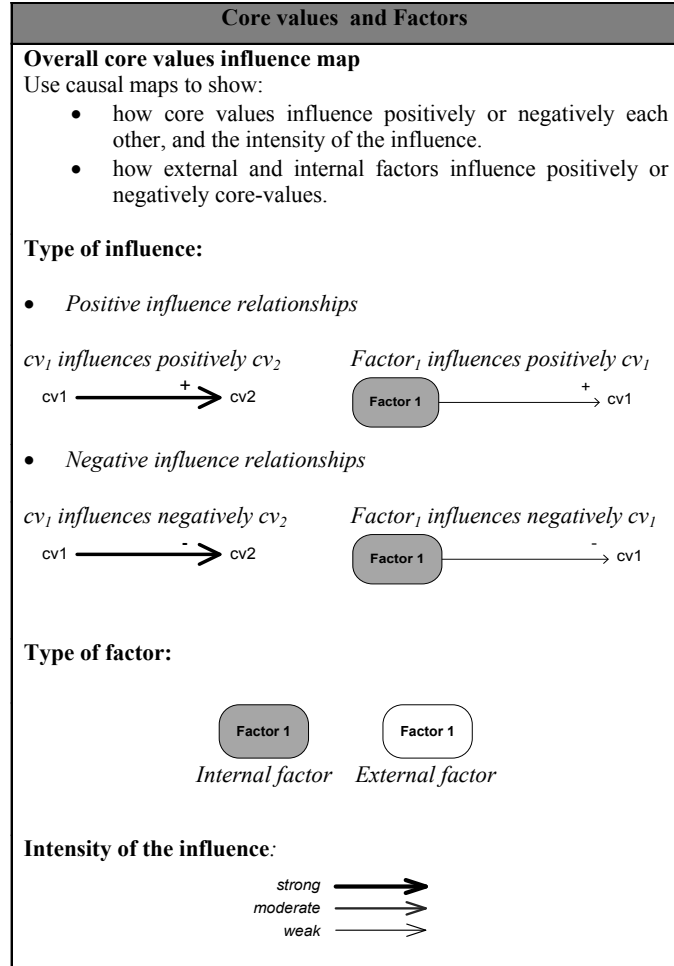 Core values and Factors
Overall core values influence map
Use causal maps to show:
• how core values influence positively or negatively each
other, and the intensity of the influence.
• how external and internal factors influence positively or
negatively core-values.
Type of influence:
• Positive influence relationships
cv1 influences positively cv2 Factor1 influences positively cv1
cv1 + cv2 Factor 1 + cv1
• Negative influence relationships
cv1 influences negatively cv2 Factor1 influences negatively cv1
cv1 - cv2 Factor 1 - cv1
Type of factor:
Factor 1 Factor 1
Internal factor External factor
Intensity of the influence:
strong
moderate
weak